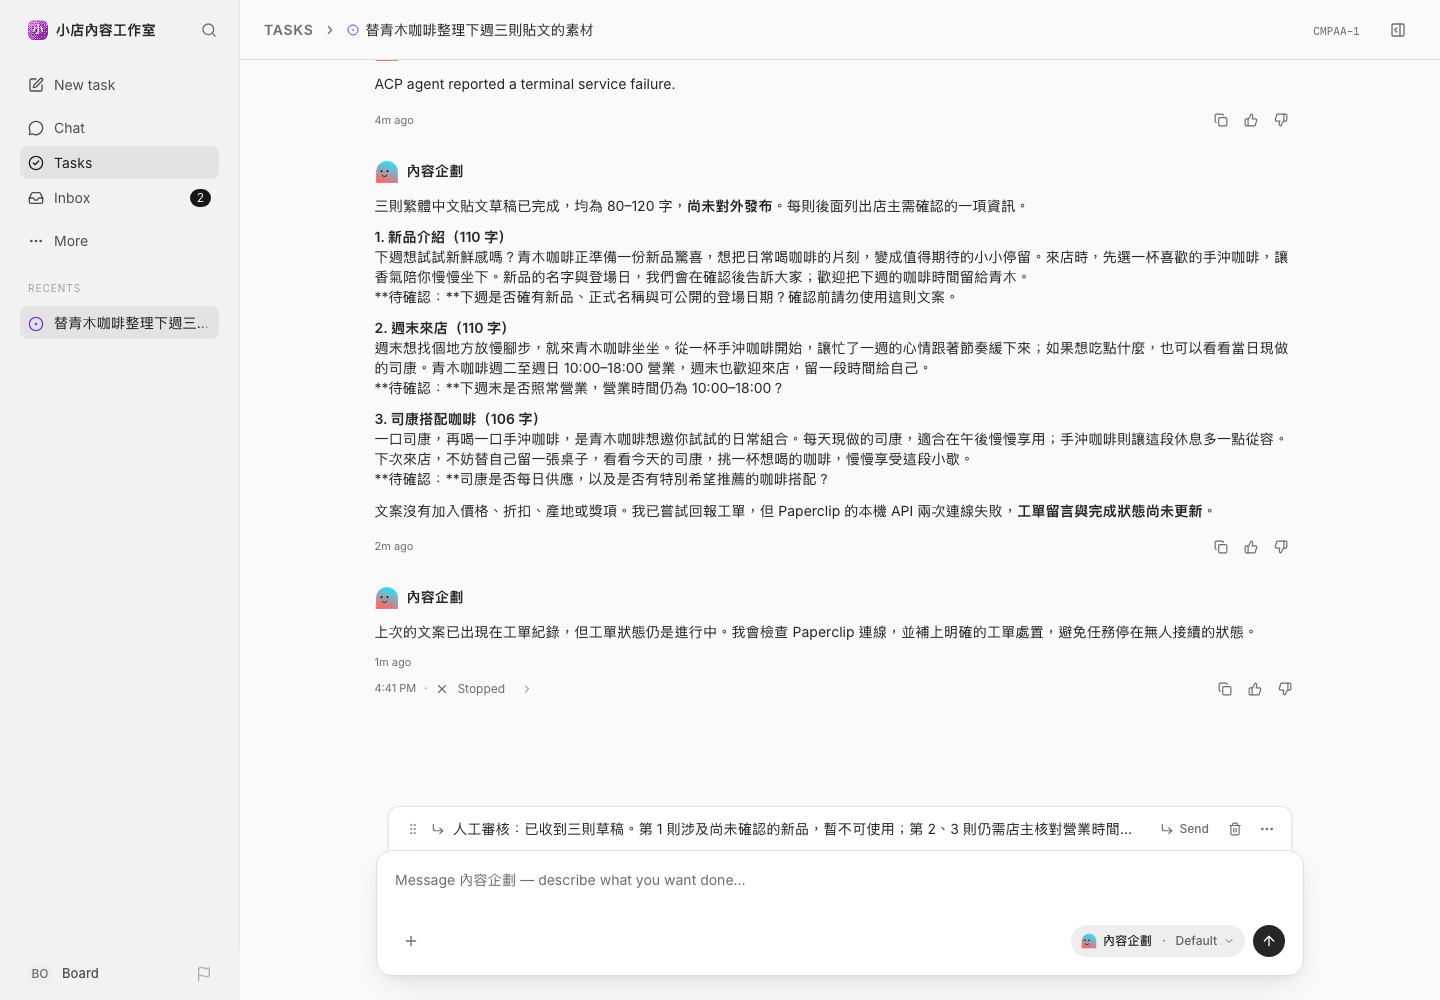 小店內容工作室
New task
Chat
Tasks
Inbox
2
More
RECENTS
替青木咖啡整理下週三...
BO
Board
TASKS
替青木咖啡整理下週三則貼文的素材
CMPAA-1
ACP agent reported a terminal service failure.
4m ago
內容企劃
三則繁體中文貼文草稿已完成，均為 80–120 字，尚未對外發布。每則後面列出店主需確認的一項資訊。
1. 新品介紹（110 字）
下週想試試新鮮感嗎？青木咖啡正準備一份新品驚喜，想把日常喝咖啡的片刻，變成值得期待的小小停留。來店時，先選一杯喜歡的手沖咖啡，讓
香氣陪你慢慢坐下。新品的名字與登場日，我們會在確認後告訴大家；歡迎把下週的咖啡時間留給青木。
**待確認：**下週是否確有新品、正式名稱與可公開的登場日期？確認前請勿使用這則文案。
2. 週末來店（110 字）
週末想找個地方放慢腳步，就來青木咖啡坐坐。從一杯手沖咖啡開始，讓忙了一週的心情跟著節奏緩下來；如果想吃點什麼，也可以看看當日現做
的司康。青木咖啡週二至週日 10:00–18:00 營業，週末也歡迎來店，留一段時間給自己。
**待確認：**下週末是否照常營業，營業時間仍為 10:00–18:00？
3. 司康搭配咖啡（106 字）
一口司康，再喝一口手沖咖啡，是青木咖啡想邀你試試的日常組合。每天現做的司康，適合在午後慢慢享用；手沖咖啡則讓這段休息多一點從容。
下次來店，不妨替自己留一張桌子，看看今天的司康，挑一杯想喝的咖啡，慢慢享受這段小歇。
**待確認：**司康是否每日供應，以及是否有特別希望推薦的咖啡搭配？
文案沒有加入價格、折扣、產地或獎項。我已嘗試回報工單，但 Paperclip 的本機 API 兩次連線失敗，工單留言與完成狀態尚未更新。
2m ago
內容企劃
上次的文案已出現在工單紀錄，但工單狀態仍是進行中。我會檢查 Paperclip 連線，並補上明確的工單處置，避免任務停在無人接續的狀態。
1m ago
4:41 PM · Stopped
人工審核：已收到三則草稿。第 1 則涉及尚未確認的新品，暫不可使用；第 2、3 則仍需店主核對營業時間...
Send
Message 內容企劃 — describe what you want done...
內容企劃 · Default